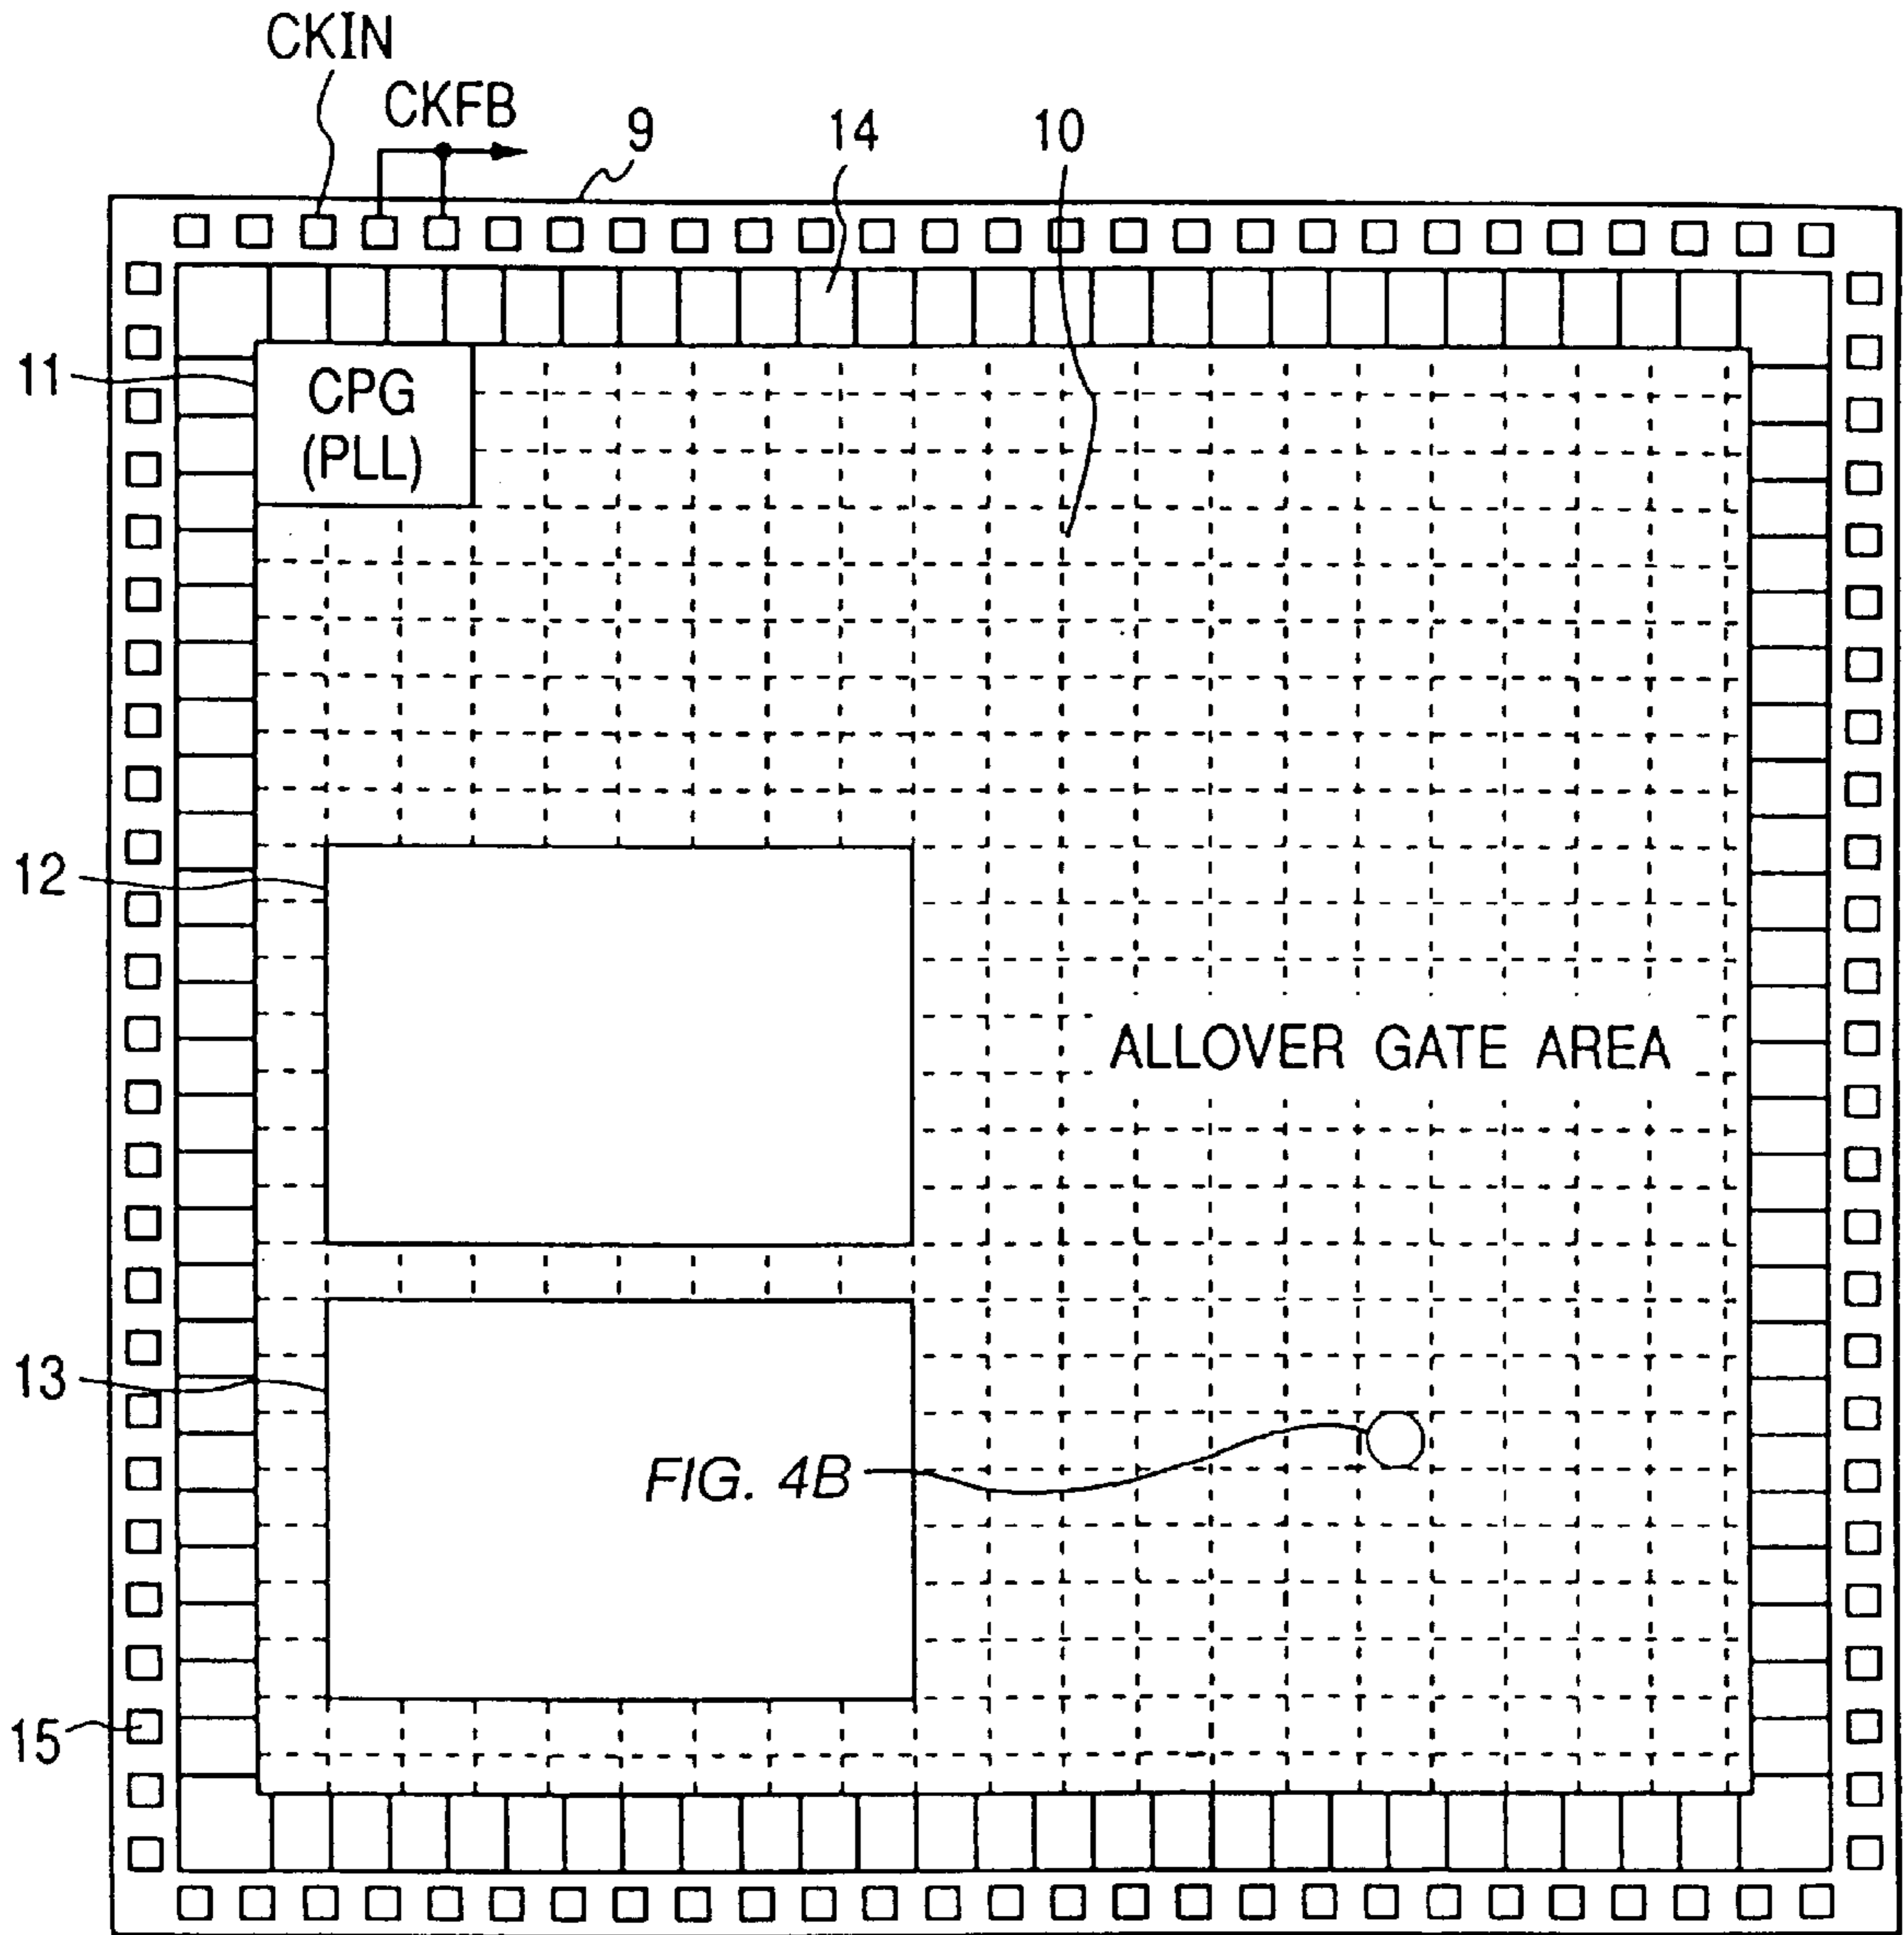 CKIN
CKFB
9
14
10
11
CPG
(PLL)
12
ALLOVER GATE AREA
13
FIG. 4B
15